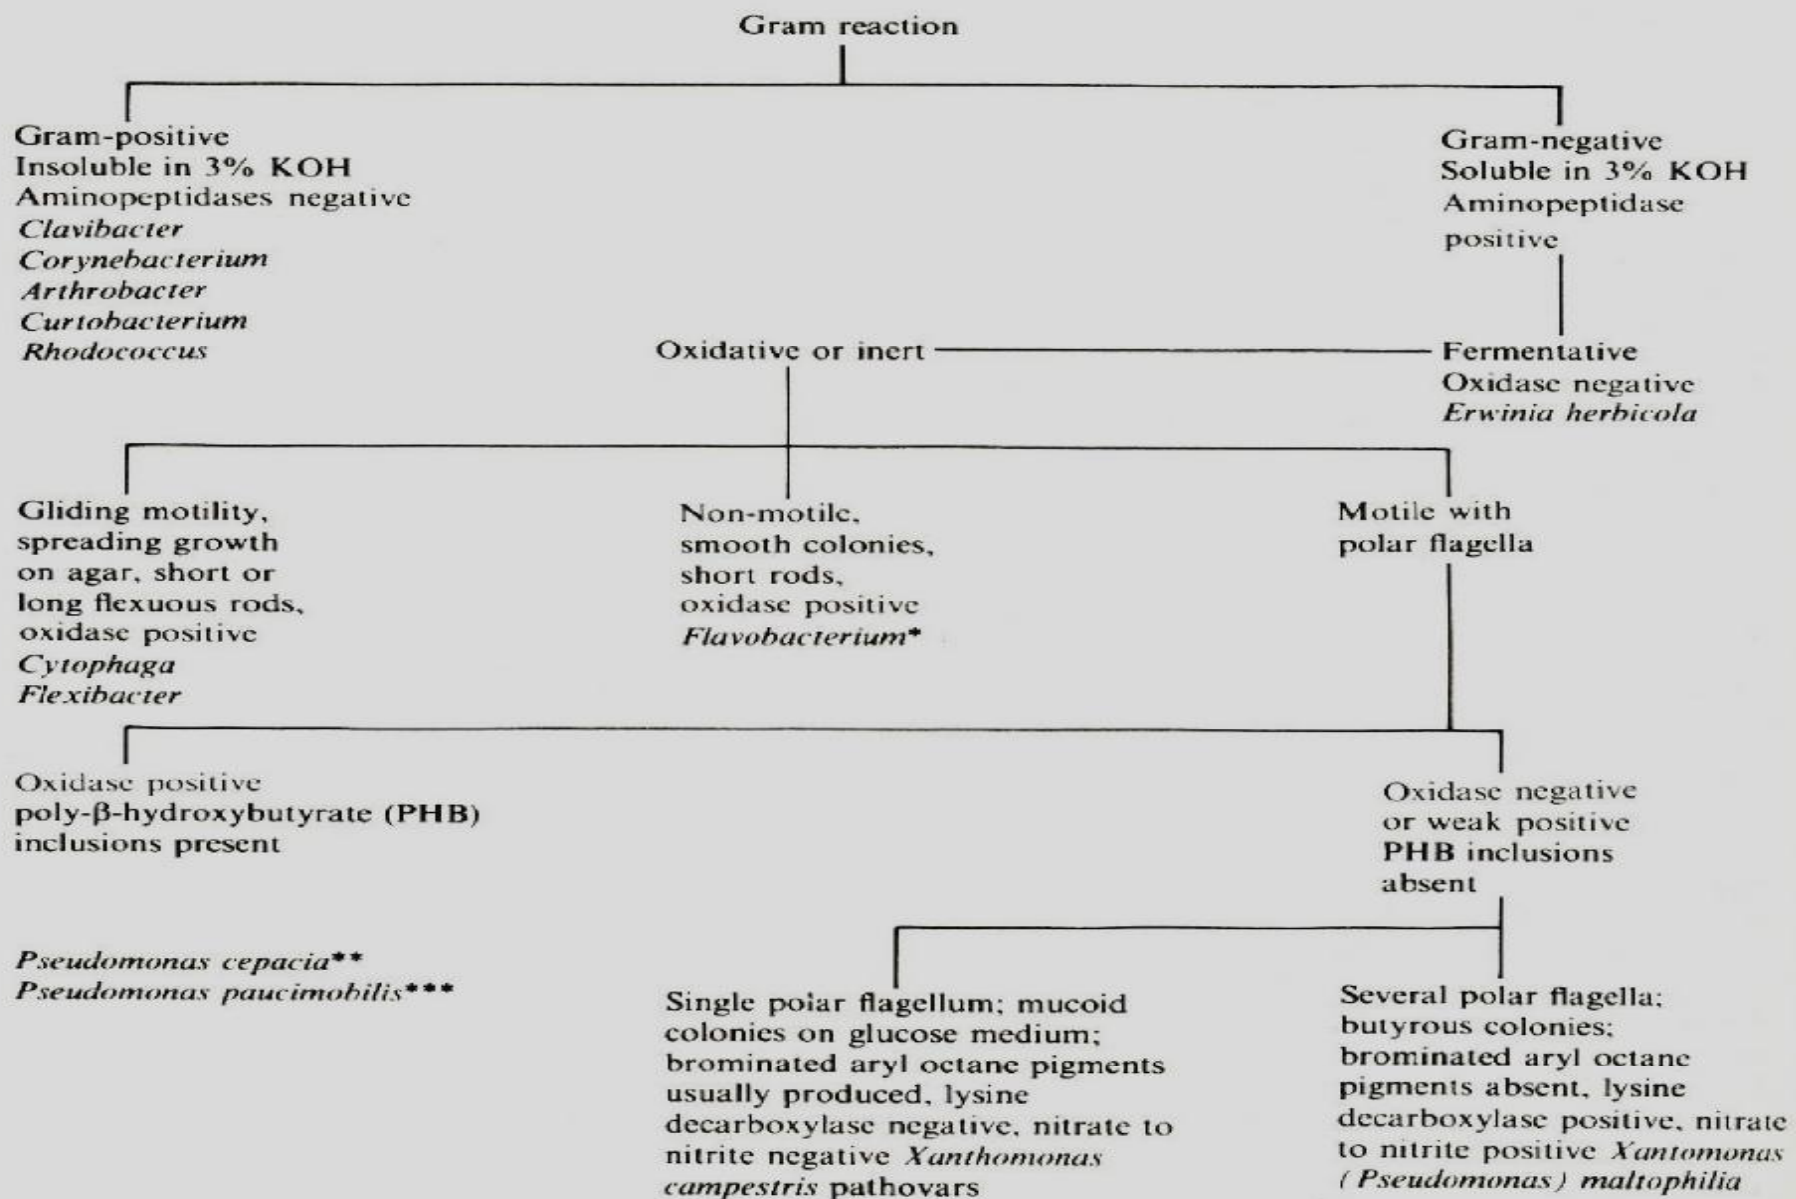 Gram reaction
Gram-positive
Insoluble in 3% KOH
Aminopeptidases negative
Clavibacter
Corynebacterium
Arthrobacter
Curtobacterium
Rhodococcus
Gram-negative
Soluble in 3% KOH
Aminopeptidase
positive
Oxidative or inert
Fermentative
Oxidase negative
Erwinia herbicola
Gliding motility,
spreading growth
on agar, short or
long flexuous rods,
oxidase positive
Cytophaga
Flexibacter
Non-motile,
smooth colonies,
short rods,
oxidase positive
Flavobacterium*
Motile with
polar flagella
Oxidase positive
poly-β-hydroxybutyrate (PHB)
inclusions present
Pseudomonas cepacia**
Pseudomonas paucimobilis***
Oxidase negative
or weak positive
PHB inclusions
absent
Single polar flagellum; mucoid
colonies on glucose medium;
brominated aryl octane pigments
usually produced, lysine
decarboxylase negative, nitrate to
nitrite negative Xanthomonas
campestris pathovars
Several polar flagella;
butyrous colonies;
brominated aryl octane
pigments absent, lysine
decarboxylase positive, nitrate
to nitrite positive Xantomonas
(Pseudomonas) maltophilia